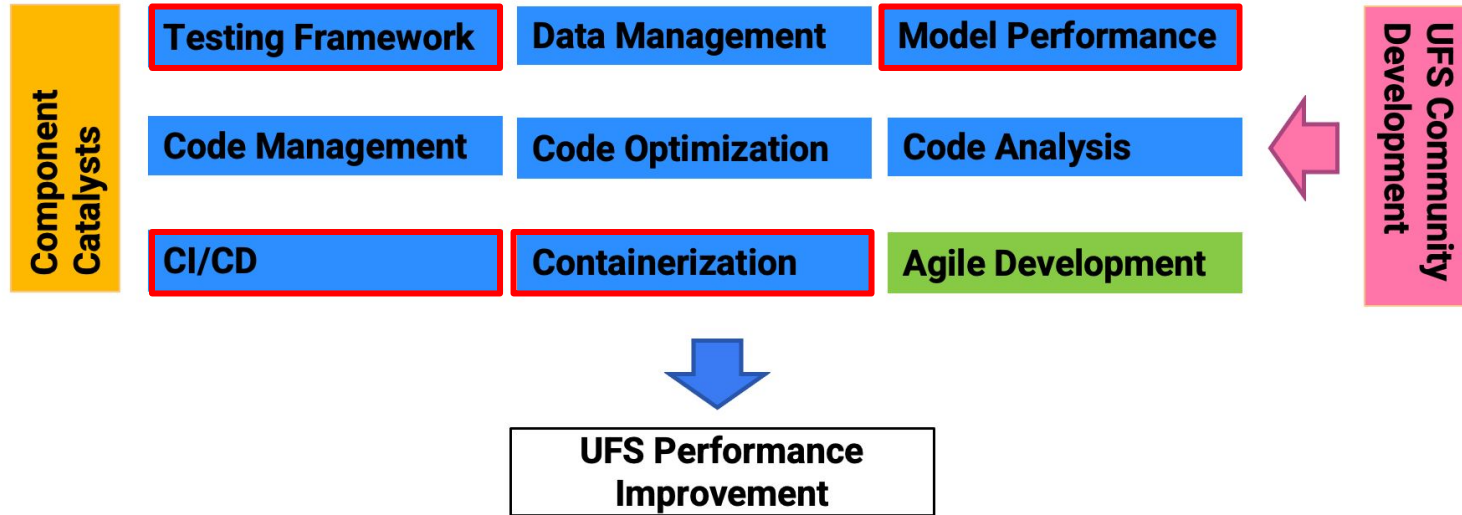 Component
Catalysts
Testing Framework
Data Management
Model Performance
Code Management
Code Optimization
Code Analysis
CI/CD
Containerization
Agile Development
UFS Community
Development
UFS Performance
Improvement